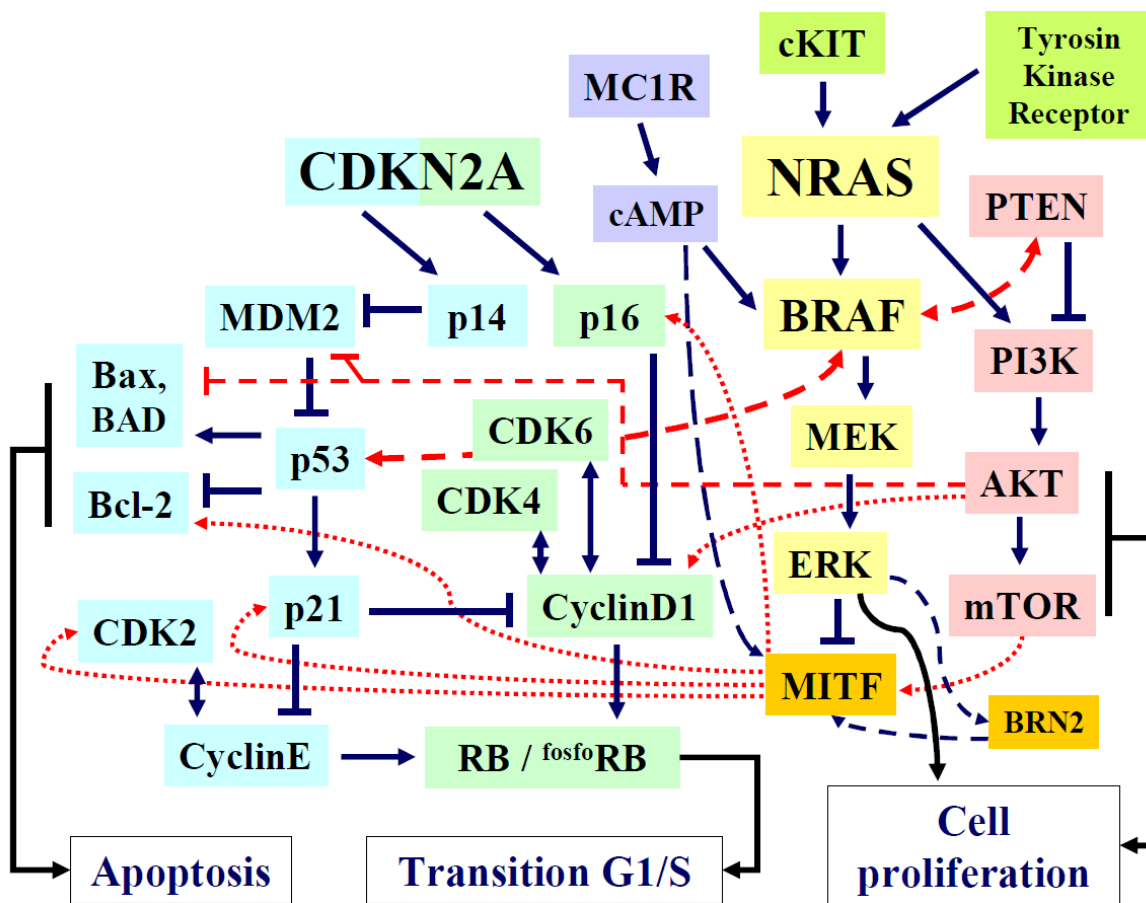 cKIT
Tyrosin
Kinase
Receptor
MC1R
CDKN2A
NRAS
cAMP
PTEN
MDM2
p14
p16
BRAF
PI3K
Bax,
BAD
CDK6
MEK
p53
AKT
Bcl-2
CDK4
ERK
p21
CyclinD1
mTOR
CDK2
MITF
BRN2
CyclinE
RB / fosfoRB
Apoptosis
Transition G1/S
Cell
proliferation